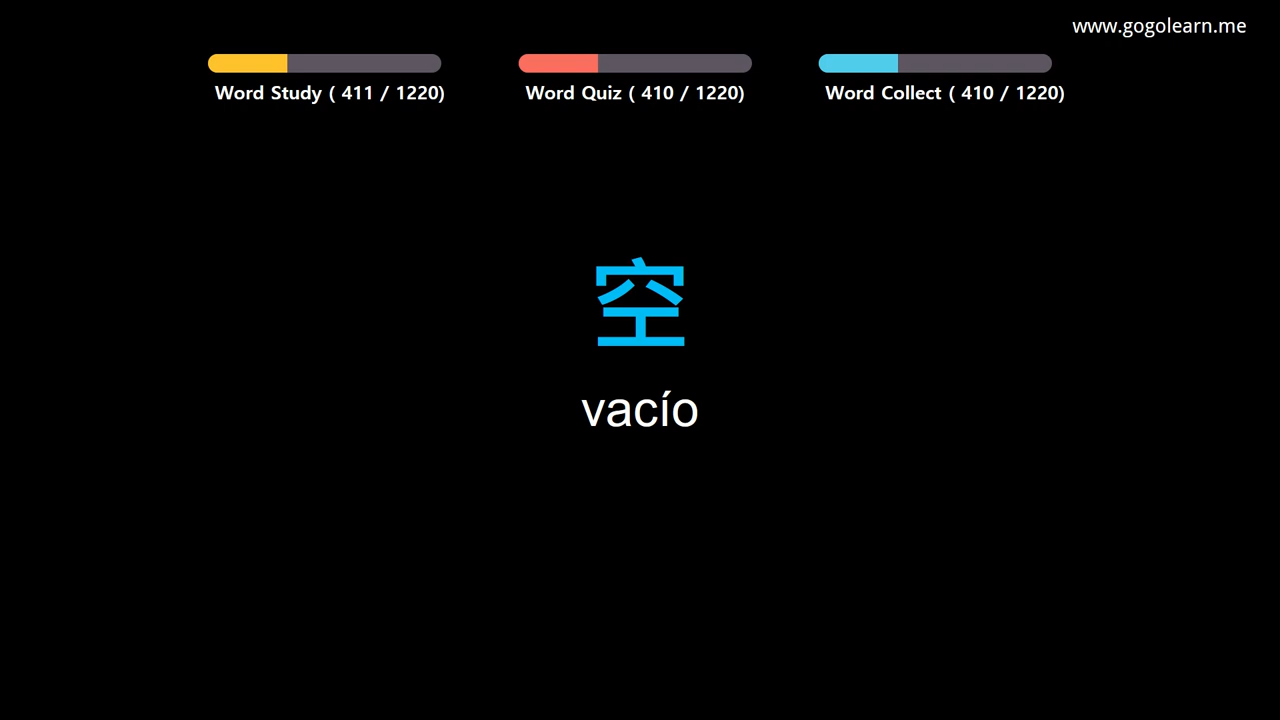 www.gogolearn.me
Word Study ( 411 / 1220)
Word Quiz ( 410 / 1220)
Word Collect ( 410 / 1220)
空
vacío